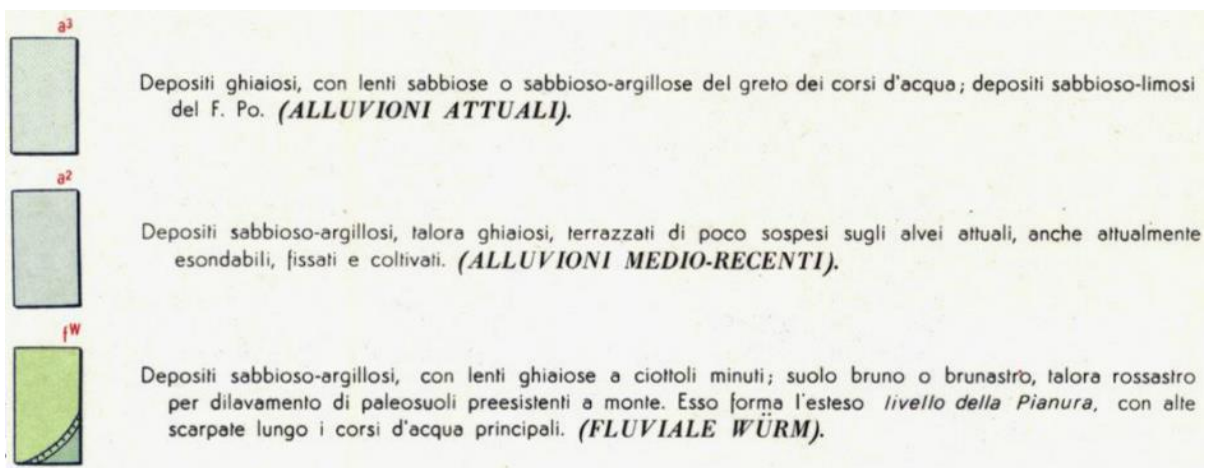 a3
Depositi ghiaiosi, con lenti sabbiose o sabbioso-argillose del greto dei corsi d'acqua; depositi sabbioso-limosi
del F. Po. (ALLUVIONI ATTUALI).
a2
Depositi sabbioso-argillosi, talora ghiaiosi, terrazzati di poco sospesi sugli alvei attuali, anche attualmente
esondabili, fissati e coltivati. (ALLUVIONI MEDIO-RECENTI).
fW
Depositi sabbioso-argillosi, con lenti ghiaiose a ciottoli minuti; suolo bruno o brunastro, talora rossastro
per dilavamento di paleosuoli preesistenti a monte. Esso forma l'esteso livello della Pianura, con alte
scarpate lungo i corsi d'acqua principali. (FLUVIALE WÜRM).